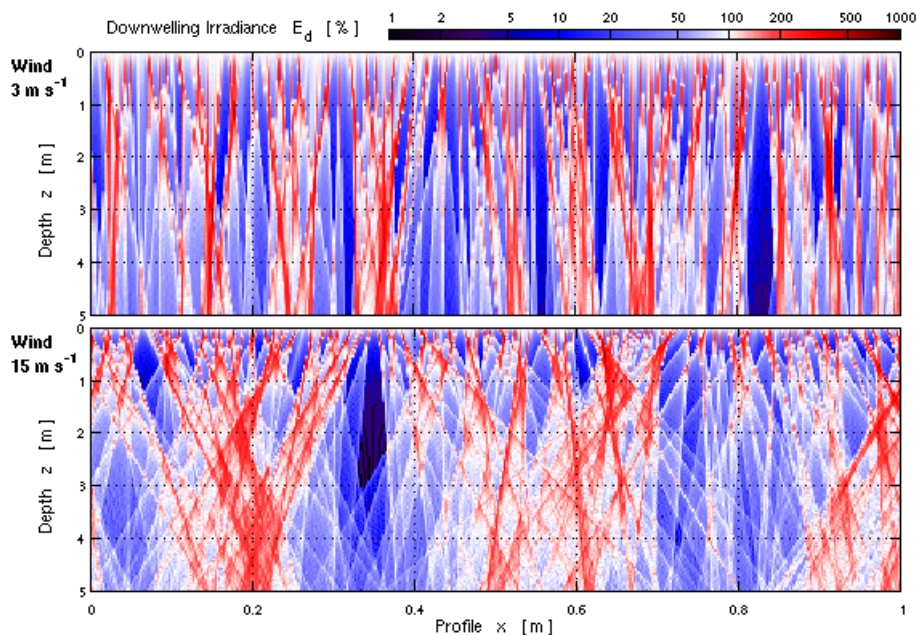 Downwelling Irradiance E_d [ % ]
1 2 5 10 20 50 100 200 500 1000
Wind
3 m s⁻¹
0
1
2
3
4
5
Depth z [ m ]
Wind
15 m s⁻¹
0
1
2
3
4
5
Depth z [ m ]
0 0.2 0.4 0.6 0.8 1
Profile x [ m ]